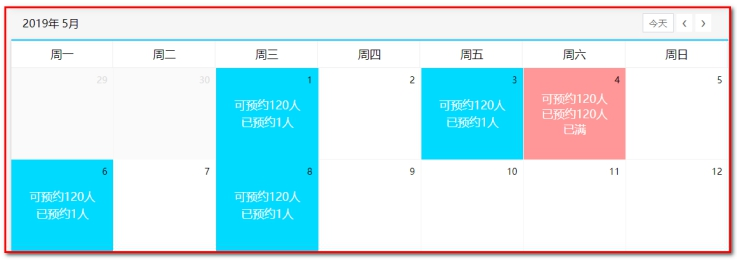 2019年 5月 今天
周一 周二 周三 周四 周五 周六 周日
29 30 1 2 3 4 5
可预约120人 可预约120人 可预约120人
已预约1人 已预约1人 已预约120人
已满
6 7 8 9 10 11 12
可预约120人 可预约120人
已预约1人 已预约1人